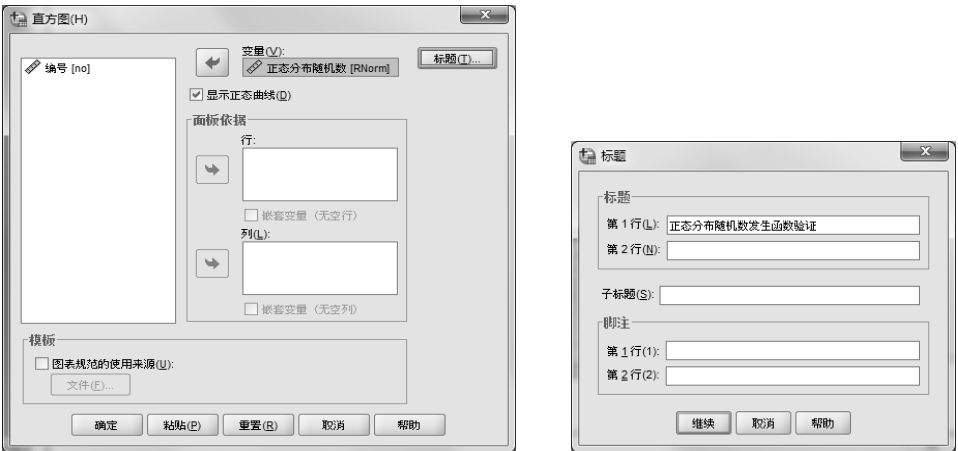 直方图(H)
编号 [no]
变量(V):
正态分布随机数 [RNorm]
标题(T)...
显示正态曲线(D)
面板依据
行:
嵌套变量（无空行）
列(L):
嵌套变量（无空列）
模板
图表规范的使用来源(U):
文件(F)...
确定
粘贴(P)
重置(R)
取消
帮助
标题
标题
第 1 行(L): 正态分布随机数发生函数验证
第 2 行(N):
子标题(S):
脚注
第 1 行(1):
第 2 行(2):
继续
取消
帮助